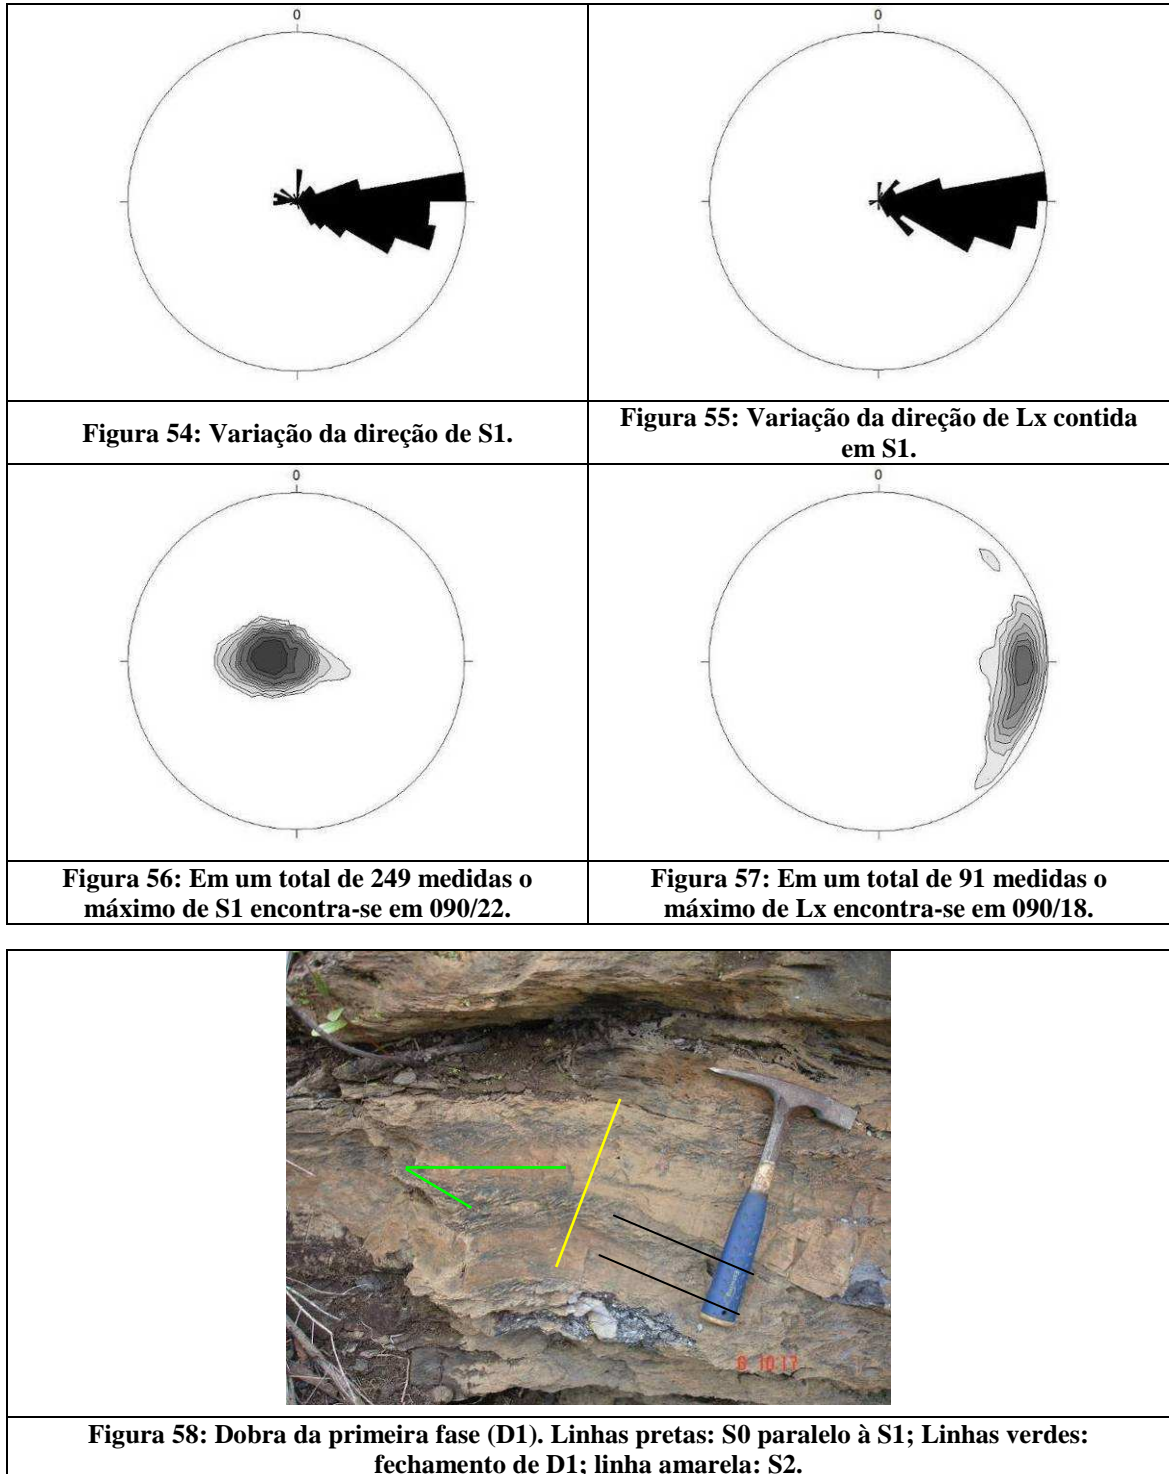 0
0
Figura 54: Variação da direção de S1.
Figura 55: Variação da direção de Lx contida
em S1.
0
0
Figura 56: Em um total de 249 medidas o
máximo de S1 encontra-se em 090/22.
Figura 57: Em um total de 91 medidas o
máximo de Lx encontra-se em 090/18.
Figura 58: Dobra da primeira fase (D1). Linhas pretas: S0 paralelo à S1; Linhas verdes:
fechamento de D1; linha amarela: S2.